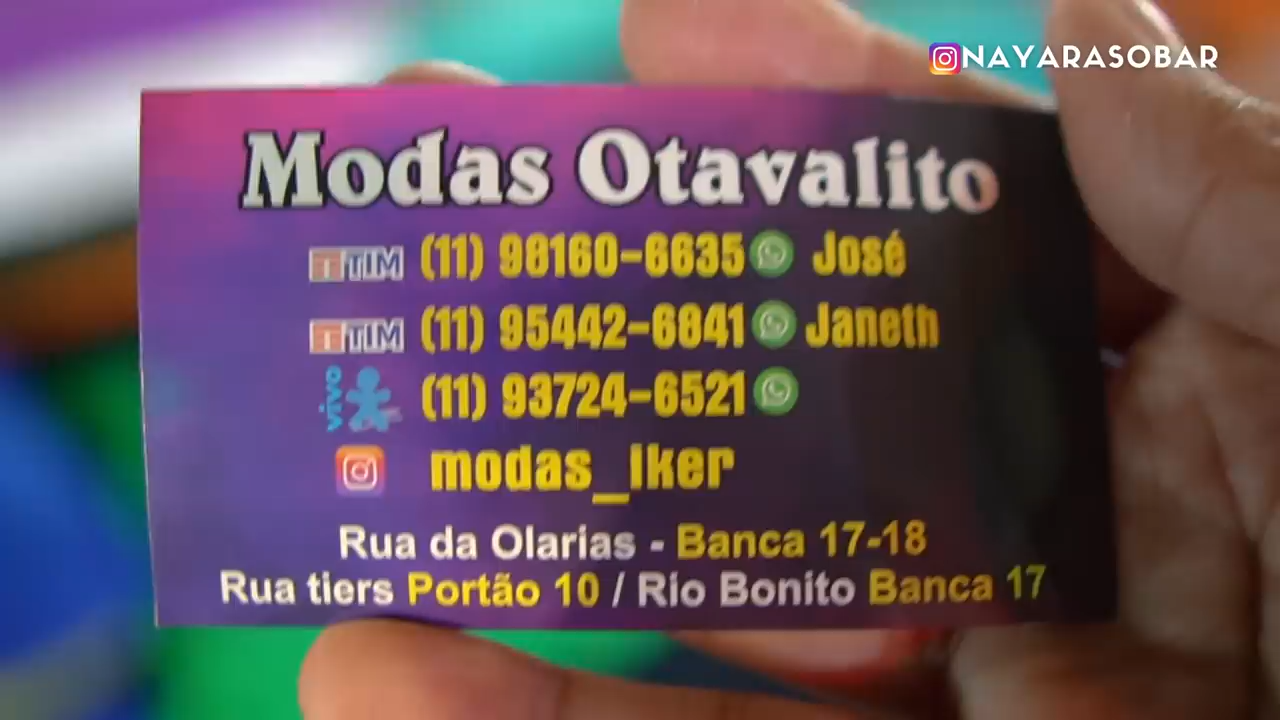 NAYARASOBAR
Modas Otavalito
TIM (11) 98160-6635 José
TIM (11) 95442-6841 Janeth
vivo (11) 93724-6521
modas_iker
Rua da Olarias - Banca 17-18
Rua tiers Portão 10 / Rio Bonito Banca 17